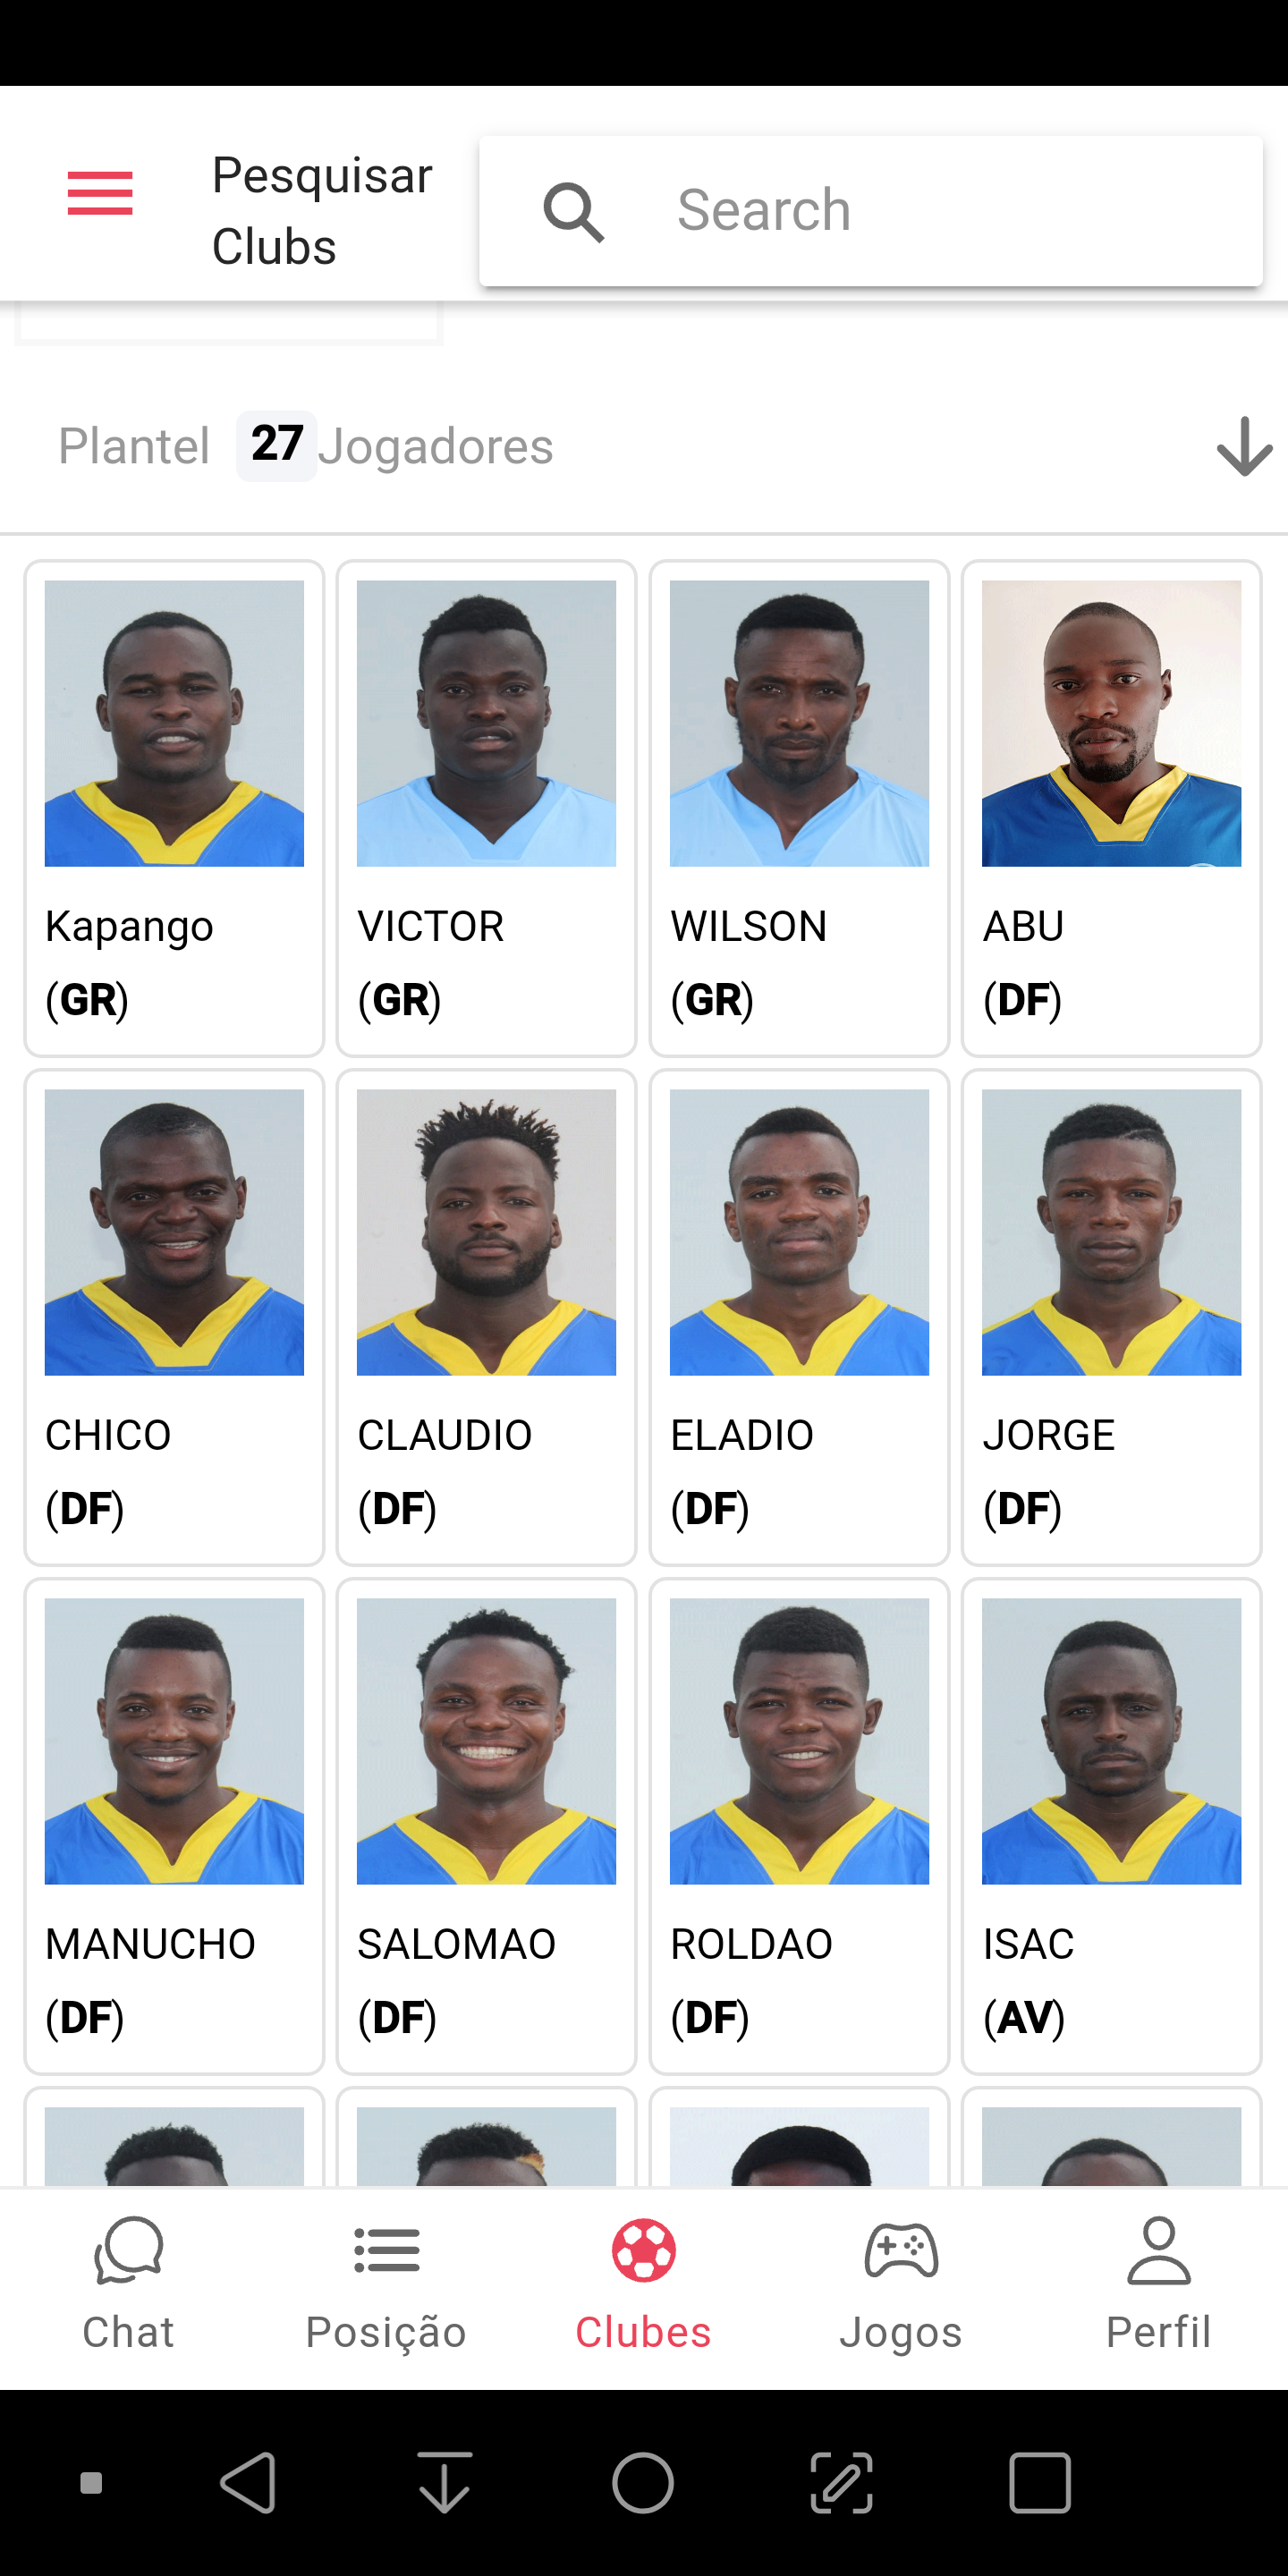 Pesquisar
Clubs
Search
Plantel 27 Jogadores
Kapango
(GR)
VICTOR
(GR)
WILSON
(GR)
ABU
(DF)
CHICO
(DF)
CLAUDIO
(DF)
ELADIO
(DF)
JORGE
(DF)
MANUCHO
(DF)
SALOMAO
(DF)
ROLDAO
(DF)
ISAC
(AV)
Chat
Posição
Clubes
Jogos
Perfil